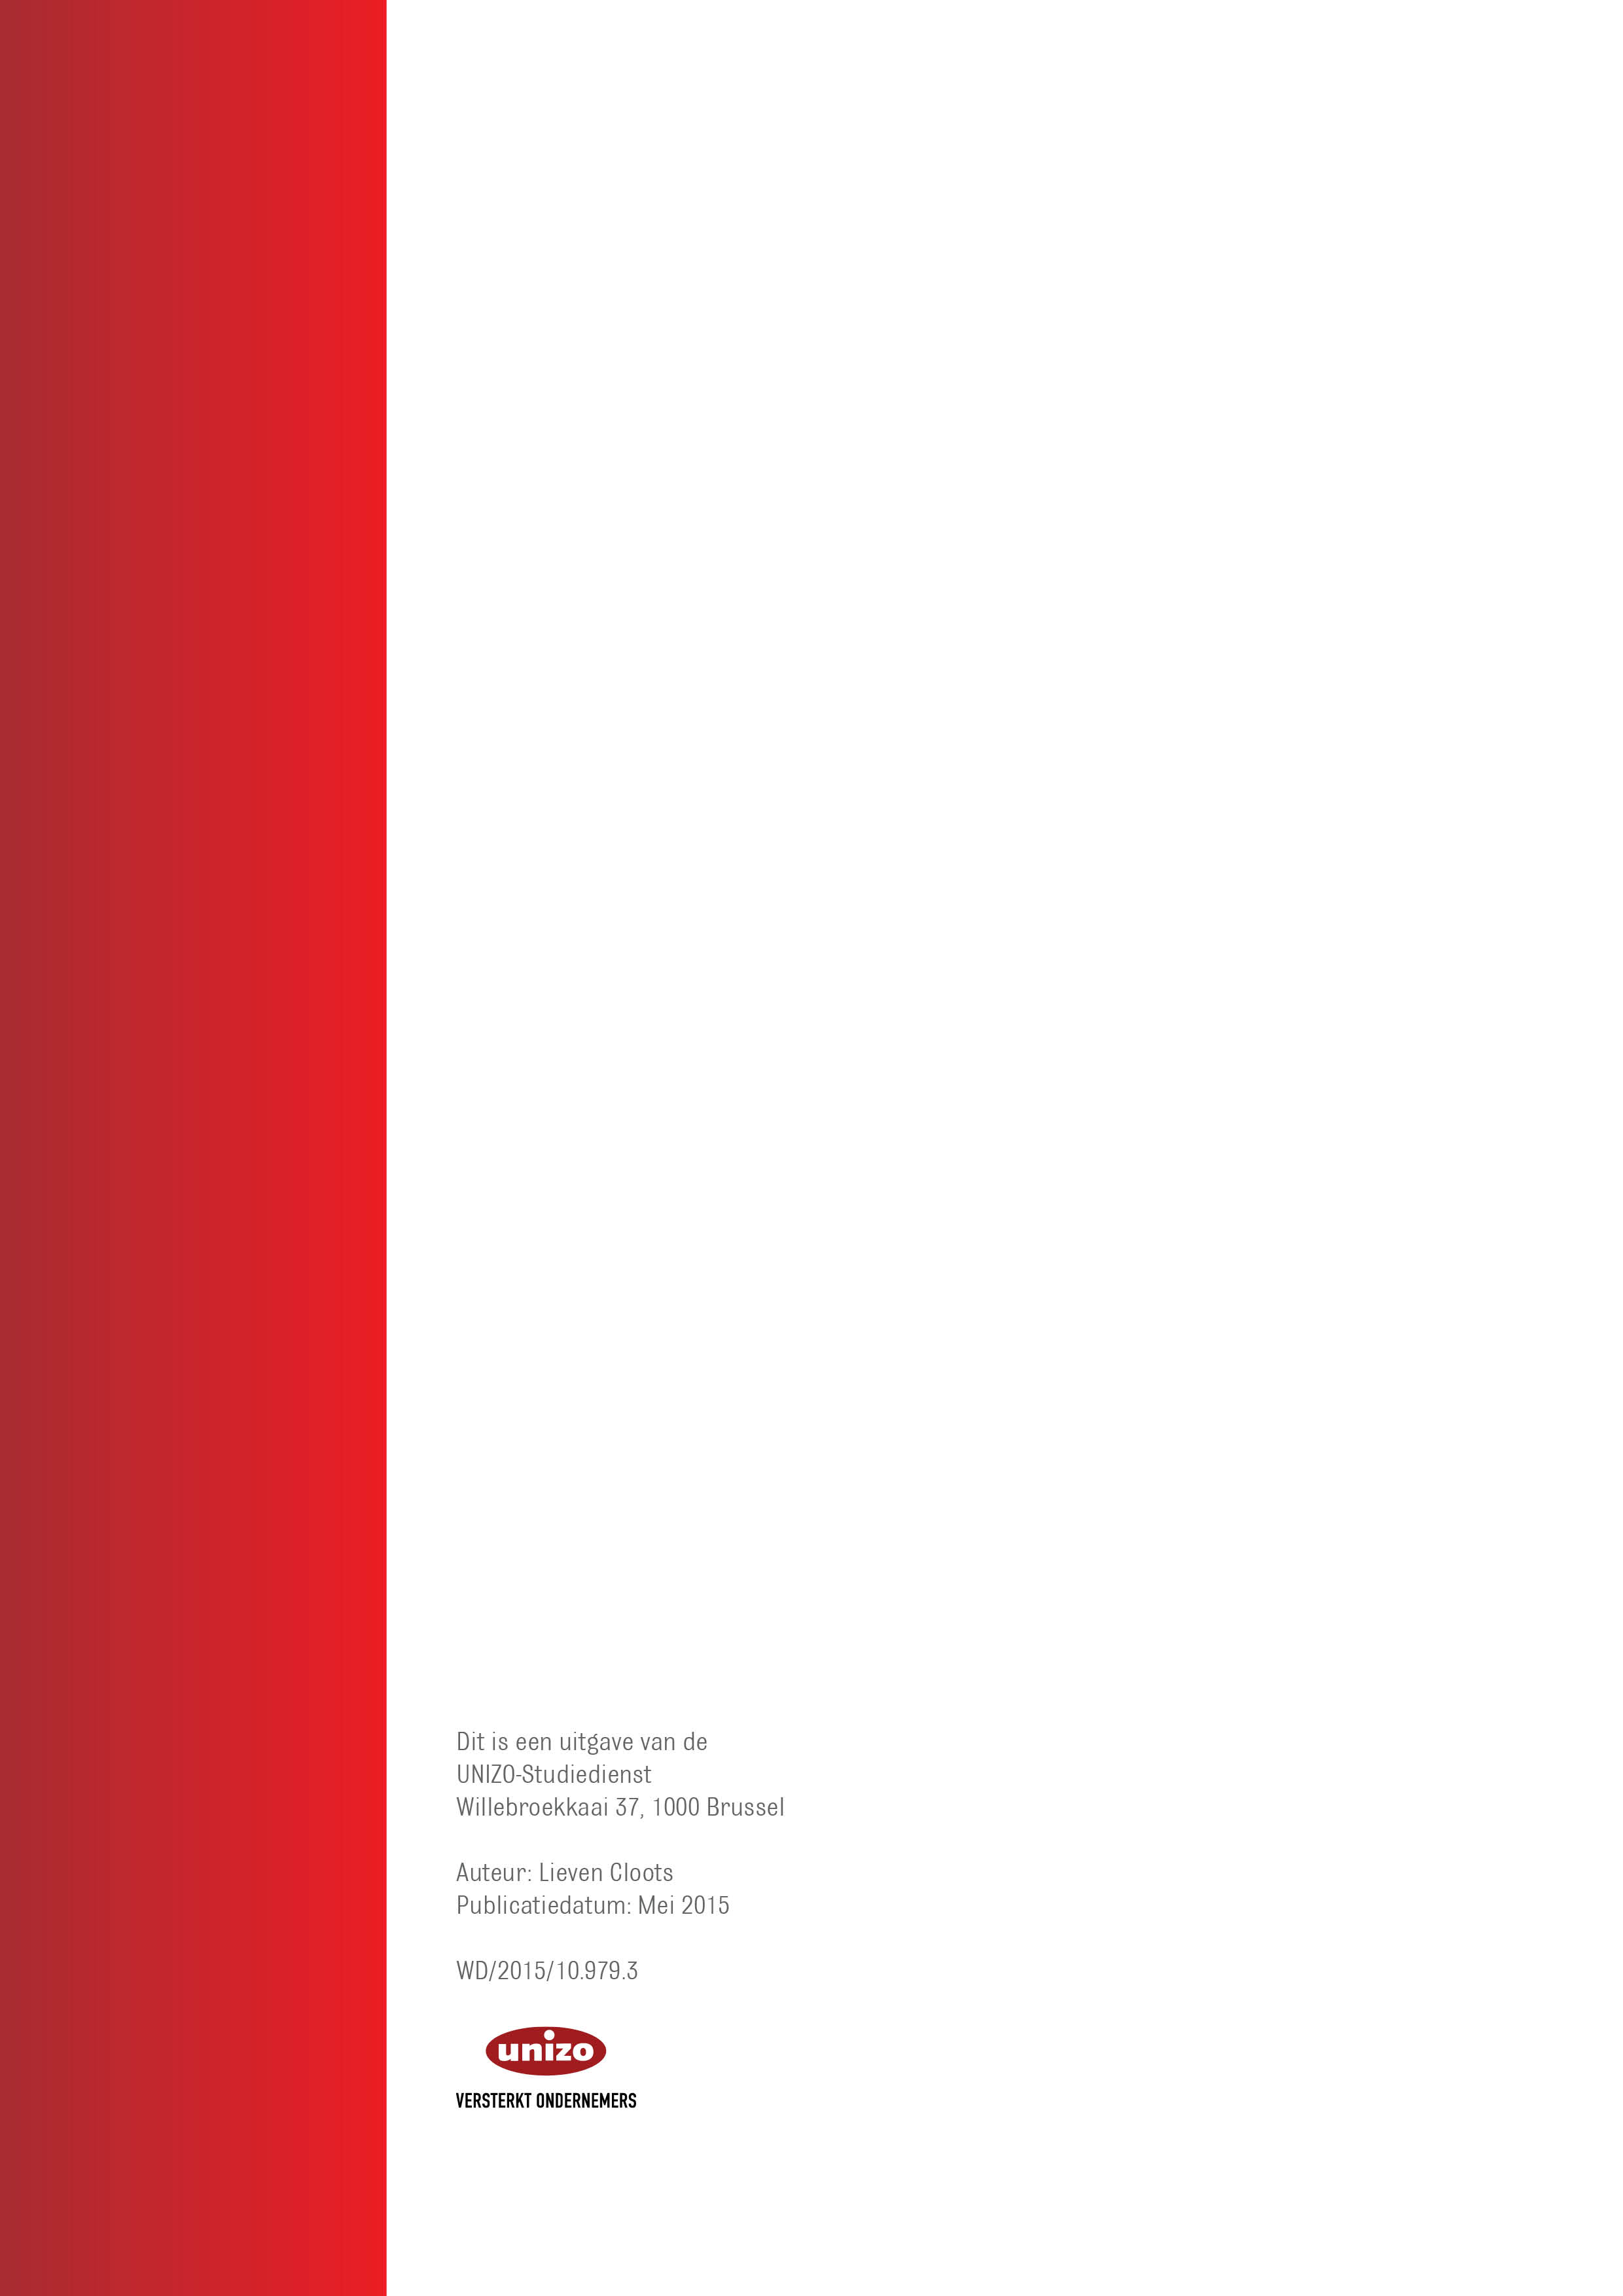 Dit is een uitgave van de
UNIZO-Studiedienst
Willebroekkaai 37, 1000 Brussel
Auteur: Lieven Cloots
Publicatiedatum: Mei 2015
WD/2015/10.979.3
unizo
VERSTERKT ONDERNEMERS